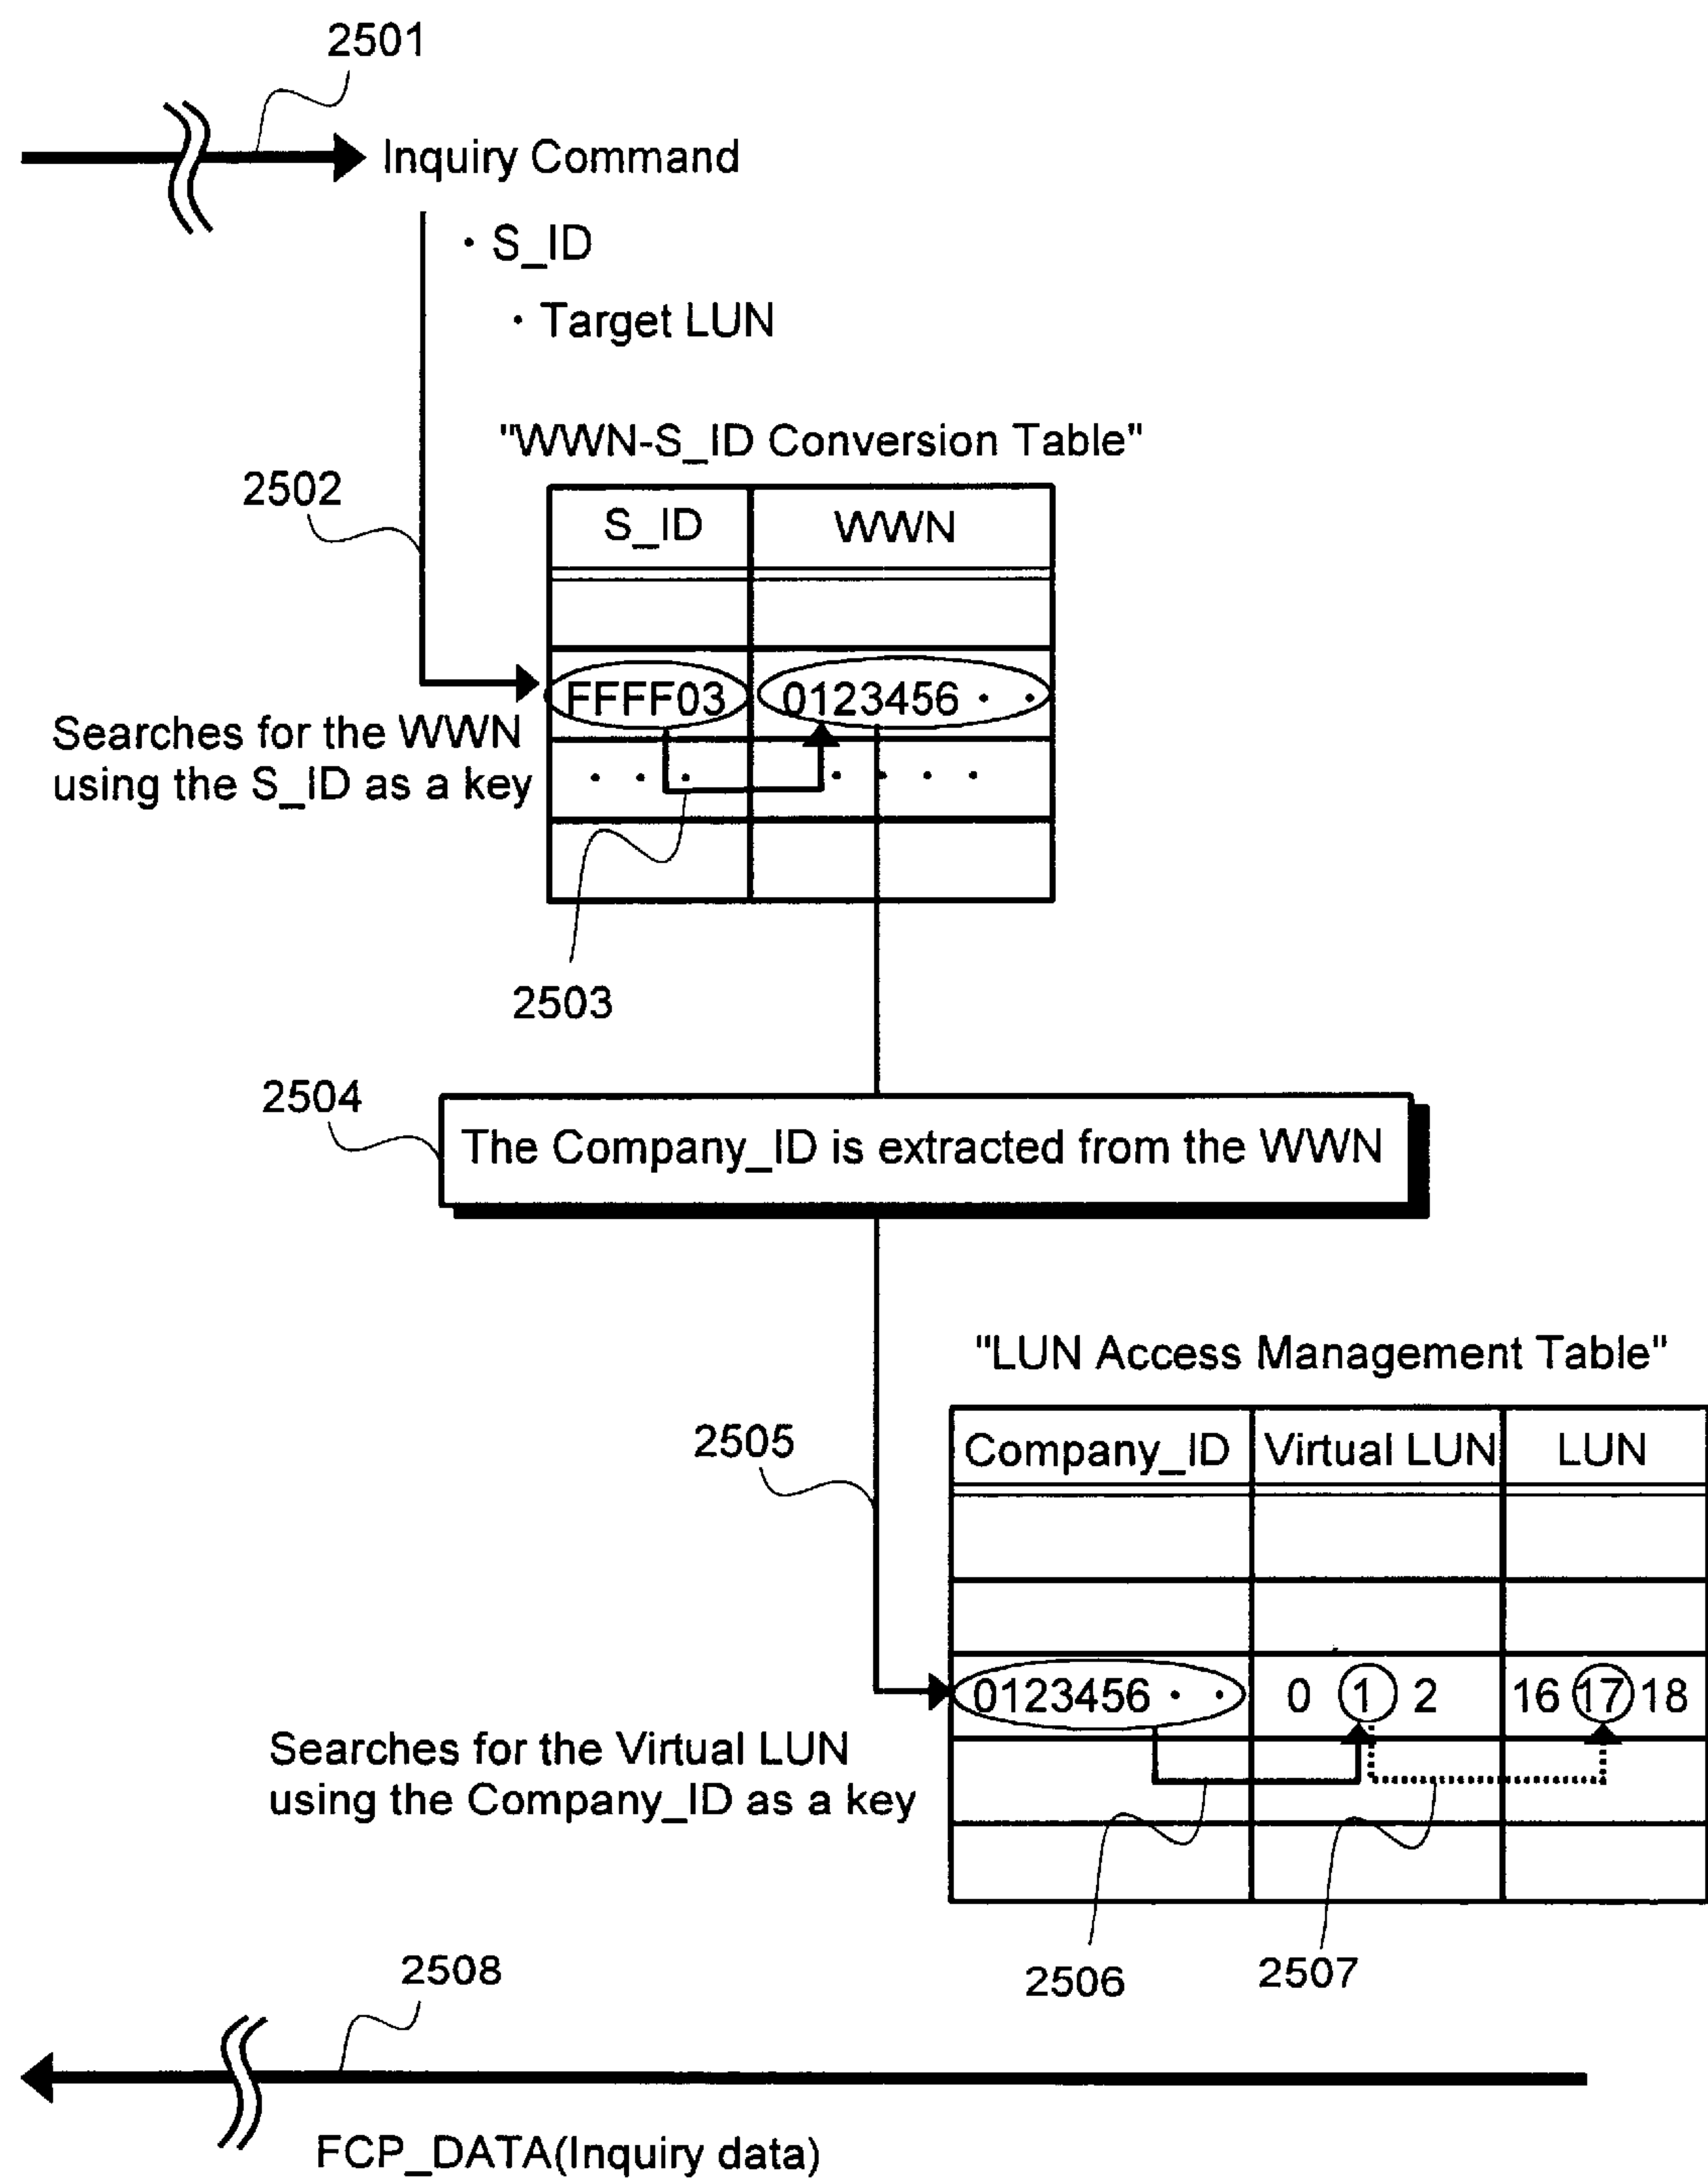 2501
Inquiry Command
· S_ID
· Target LUN
"WWN-S_ID Conversion Table"
2502
S_ID WWN
FFFF03 0123456 · ·
Searches for the WWN
using the S_ID as a key
· · · · · · ·
2503
2504
The Company_ID is extracted from the WWN
"LUN Access Management Table"
2505
Company_ID Virtual LUN LUN
0123456 · · 0 1 2 16 17 18
Searches for the Virtual LUN
using the Company_ID as a key
2506
2507
2508
FCP_DATA(Inquiry data)